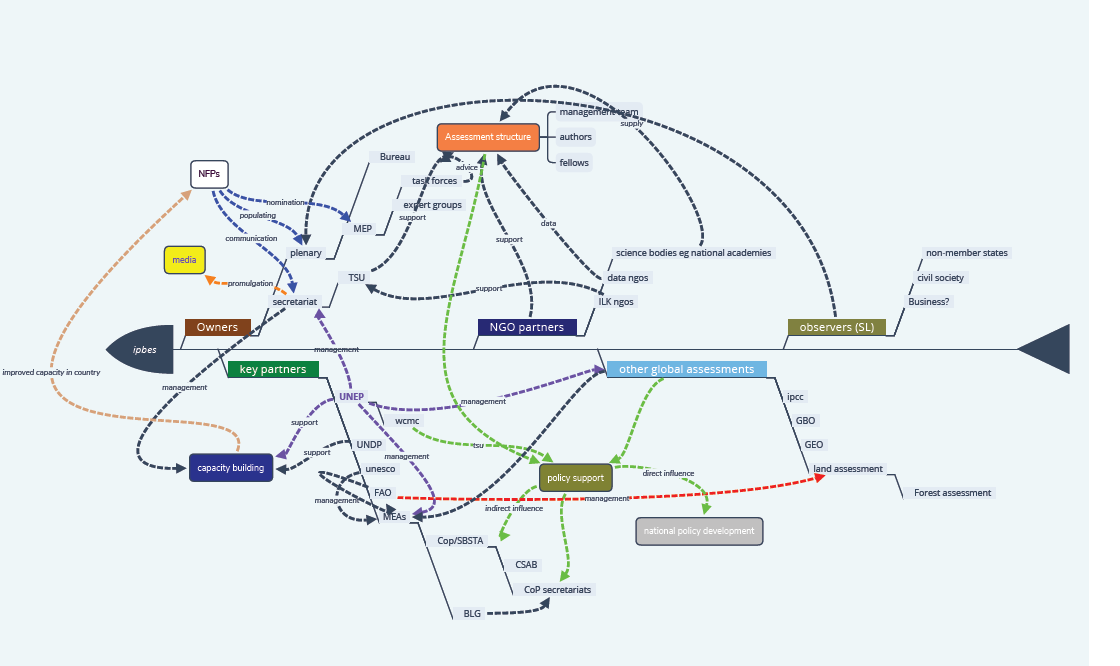 management team
supply
Assessment structure
authors
Bureau
advice
fellows
NFPs
task forces
nomination
expert groups
populating
support
MEP
data
communication
support
plenary
science bodies eg national academies
non-member states
media
TSU
data ngos
civil society
promulgation
support
secretariat
ILK ngos
Business?
Owners
NGO partners
observers (SL)
ipbes
management
key partners
other global assessments
improved capacity in country
management
UNEP
management
ipcc
support
wcmc
GBO
UNDP
tsu
GEO
support
management
capacity building
unesco
land assessment
policy support
direct influence
FAO
management
management
Forest assessment
indirect influence
MEAs
national policy development
Cop/SBSTA
CSAB
CoP secretariats
BLG